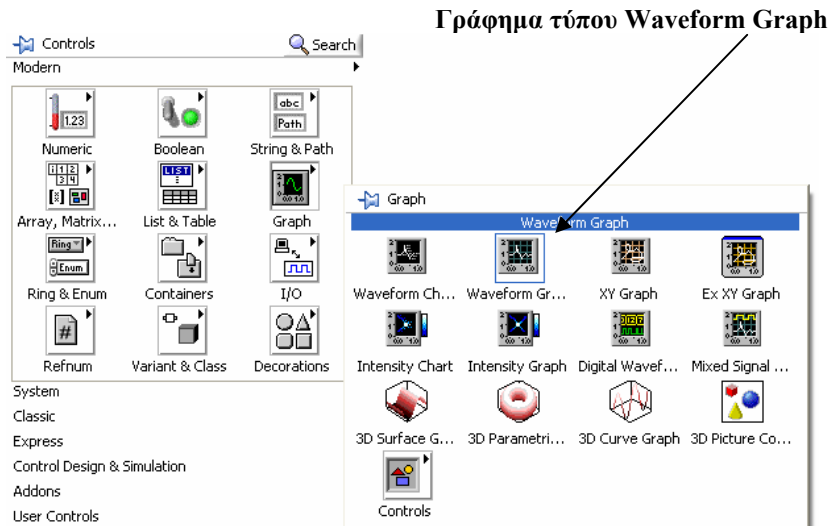 Γράφημα τύπου Waveform Graph
Controls
Search
Modern
Numeric
Boolean
String & Path
Array, Matrix...
List & Table
Graph
Ring & Enum
Containers
I/O
Refnum
Variant & Class
Decorations
System
Classic
Express
Control Design & Simulation
Addons
User Controls
Graph
Waveform Graph
Waveform Ch...
Waveform Gr...
XY Graph
Ex XY Graph
Intensity Chart
Intensity Graph
Digital Wavef...
Mixed Signal ...
3D Surface G...
3D Parametri...
3D Curve Graph
3D Picture Co...
Controls